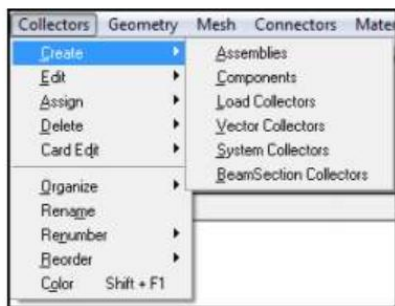 Collectors Geometry Mesh Connectors Mater
Create
Edit
Assign
Delete
Card Edit
Organize
Rename
Renumber
Reorder
Color Shift + F1
Assemblies
Components
Load Collectors
Vector Collectors
System Collectors
BeamSection Collectors